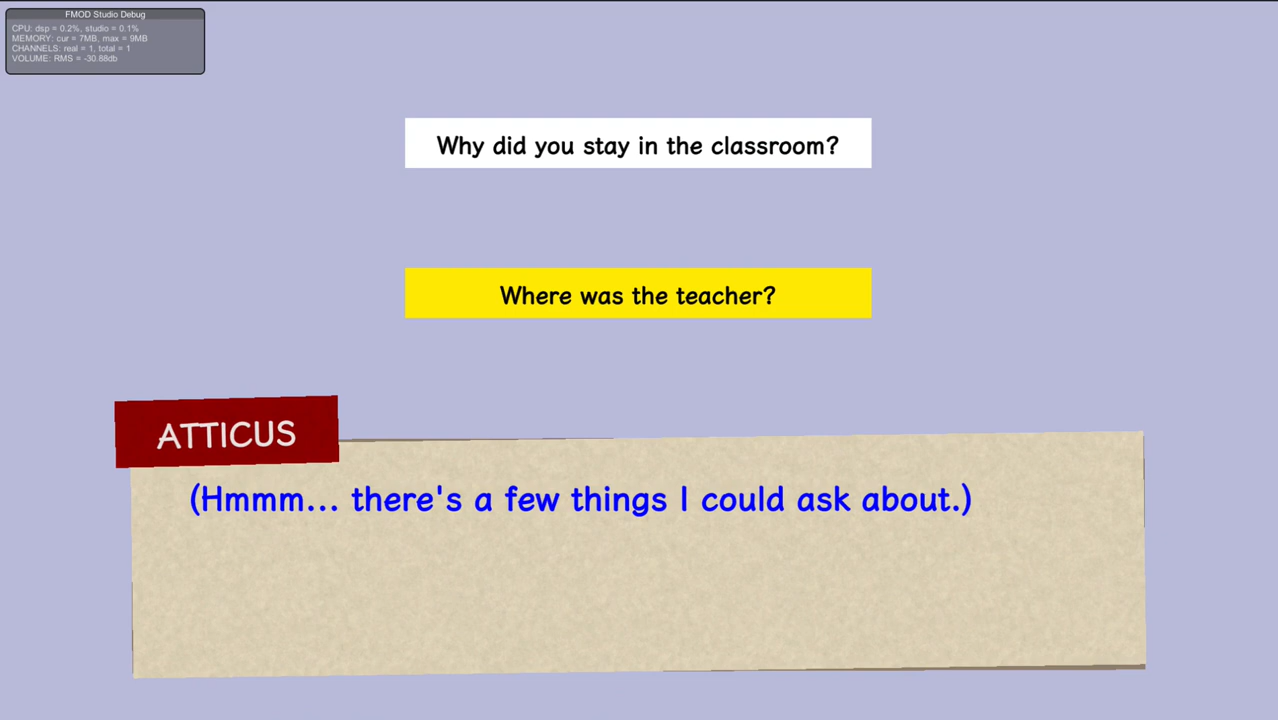 FMOD Studio Debug
CPU: dsp = 0.2%, studio = 0.1%
MEMORY: cur = 7MB, max = 9MB
CHANNELS: real = 1, total = 1
VOLUME: RMS = -30.88db
Why did you stay in the classroom?
Where was the teacher?
ATTICUS
(Hmmm... there's a few things I could ask about.)